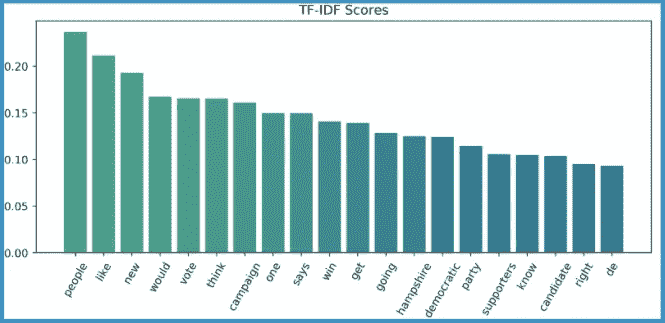 TF-IDF Scores
0.20
0.15
0.10
0.05
0.00
people
like
new
would
vote
think
campaign
one
says
win
get
going
hampshire
democratic
party
supporters
know
candidate
right
de